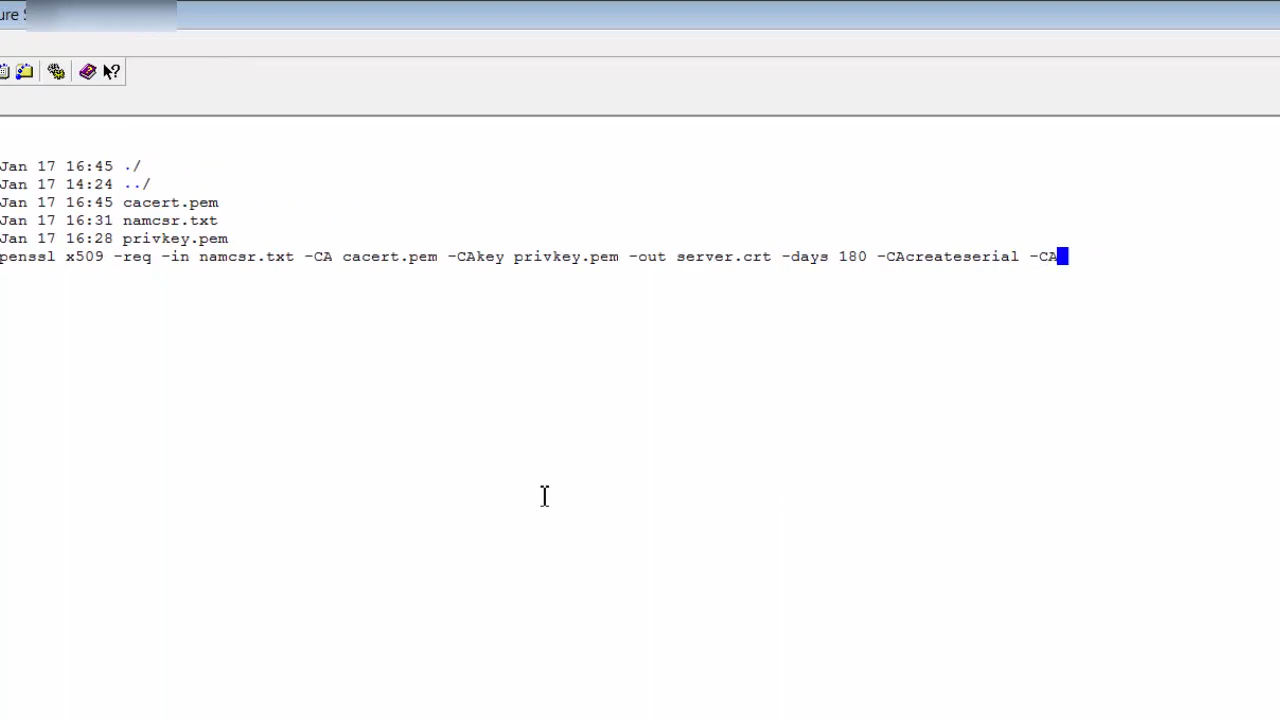 ure S
Jan 17 16:45 ./
Jan 17 14:24 ../
Jan 17 16:45 cacert.pem
Jan 17 16:31 namcsr.txt
Jan 17 16:28 privkey.pem
penssl x509 -req -in namcsr.txt -CA cacert.pem -CAkey privkey.pem -out server.crt -days 180 -CAcreateserial -CA